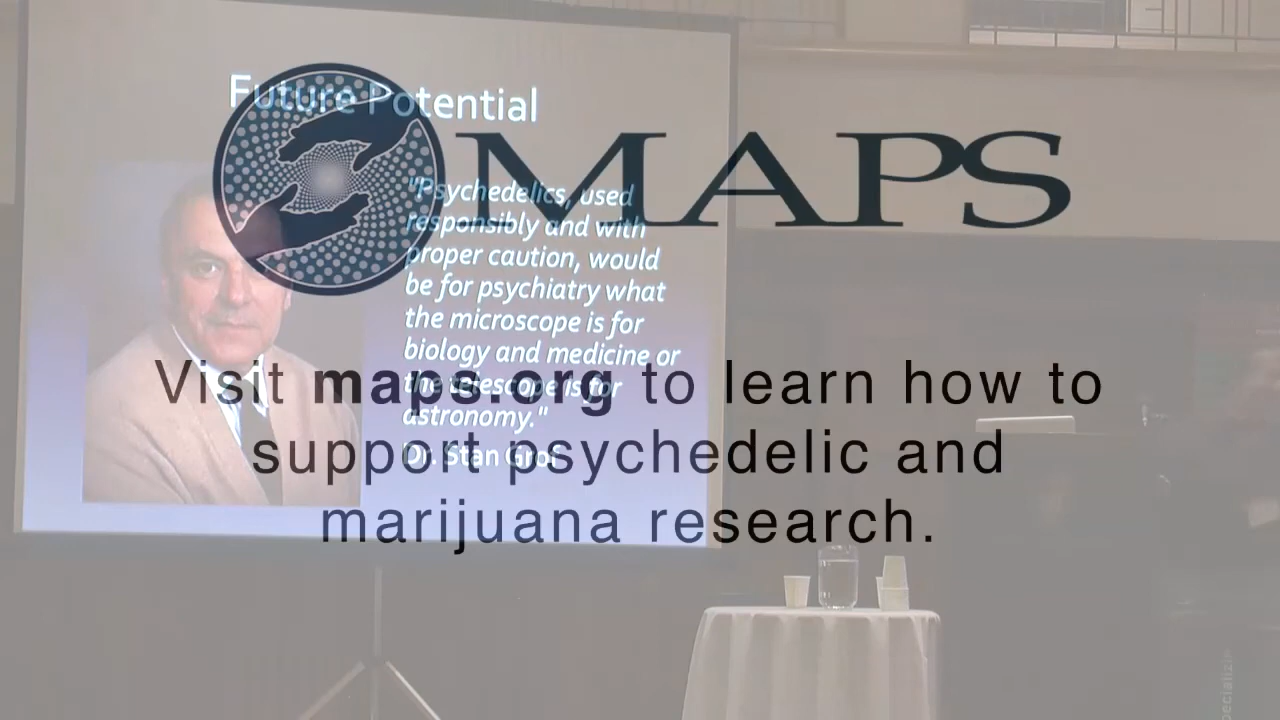 Future Potential
MAPS
"Psychedelics, used
responsibly and with
proper caution, would
be for psychiatry what
the microscope is for
biology and medicine or
the telescope is for
astronomy."
Dr. Stan Grof
Visit maps.org to learn how to
support psychedelic and
marijuana research.